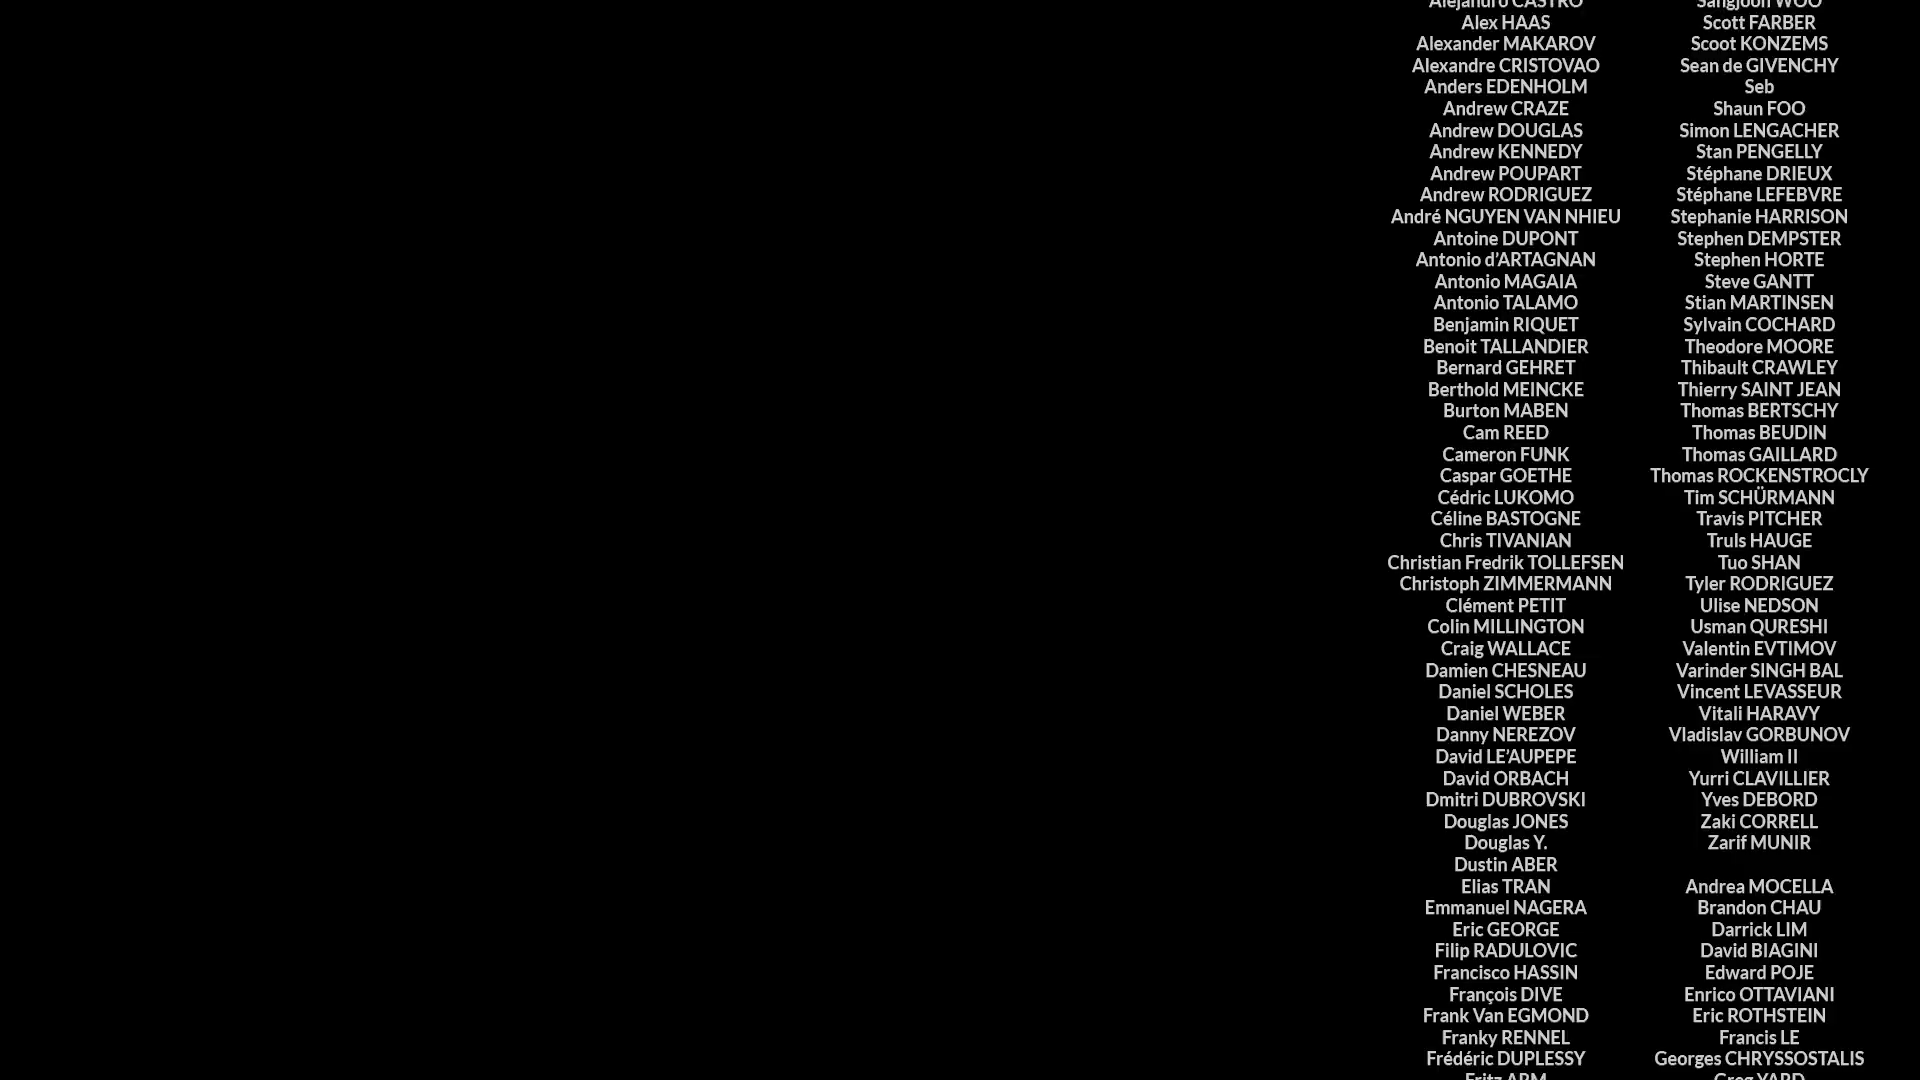 Alejandro CASTRO
Alex HAAS
Alexander MAKAROV
Alexandre CRISTOVAO
Anders EDENHOLM
Andrew CRAZE
Andrew DOUGLAS
Andrew KENNEDY
Andrew POUPART
Andrew RODRIGUEZ
André NGUYEN VAN NHIEU
Antoine DUPONT
Antonio d’ARTAGNAN
Antonio MAGAIA
Antonio TALAMO
Benjamin RIQUET
Benoit TALLANDIER
Bernard GEHRET
Berthold MEINCKE
Burton MABEN
Cam REED
Cameron FUNK
Caspar GOETHE
Cédric LUKOMO
Céline BASTOGNE
Chris TIVANIAN
Christian Fredrik TOLLEFSEN
Christoph ZIMMERMANN
Clément PETIT
Colin MILLINGTON
Craig WALLACE
Damien CHESNEAU
Daniel SCHOLES
Daniel WEBER
Danny NEREZOV
David LE’AUPEPE
David ORBACH
Dmitri DUBROVSKI
Douglas JONES
Douglas Y.
Dustin ABER
Elias TRAN
Emmanuel NAGERA
Eric GEORGE
Filip RADULOVIC
Francisco HASSIN
François DIVE
Frank Van EGMOND
Franky RENNEL
Frédéric DUPLESSY
Sangjoon WOO
Scott FARBER
Scoot KONZEMS
Sean de GIVENCHY
Seb
Shaun FOO
Simon LENGACHER
Stan PENGELLY
Stéphane DRIEUX
Stéphane LEFEBVRE
Stephanie HARRISON
Stephen DEMPSTER
Stephen HORTE
Steve GANTT
Stian MARTINSEN
Sylvain COCHARD
Theodore MOORE
Thibault CRAWLEY
Thierry SAINT JEAN
Thomas BERTSCHY
Thomas BEUDIN
Thomas GAILLARD
Thomas ROCKENSTROCLY
Tim SCHÜRMANN
Travis PITCHER
Truls HAUGE
Tuo SHAN
Tyler RODRIGUEZ
Ulise NEDSON
Usman QURESHI
Valentin EVTIMOV
Varinder SINGH BAL
Vincent LEVASSEUR
Vitali HARAVY
Vladislav GORBUNOV
William II
Yurri CLAVILLIER
Yves DEBORD
Zaki CORRELL
Zarif MUNIR
Andrea MOCELLA
Brandon CHAU
Darrick LIM
David BIAGINI
Edward POJE
Enrico OTTAVIANI
Eric ROTHSTEIN
Francis LE
Georges CHRYSSOSTALIS